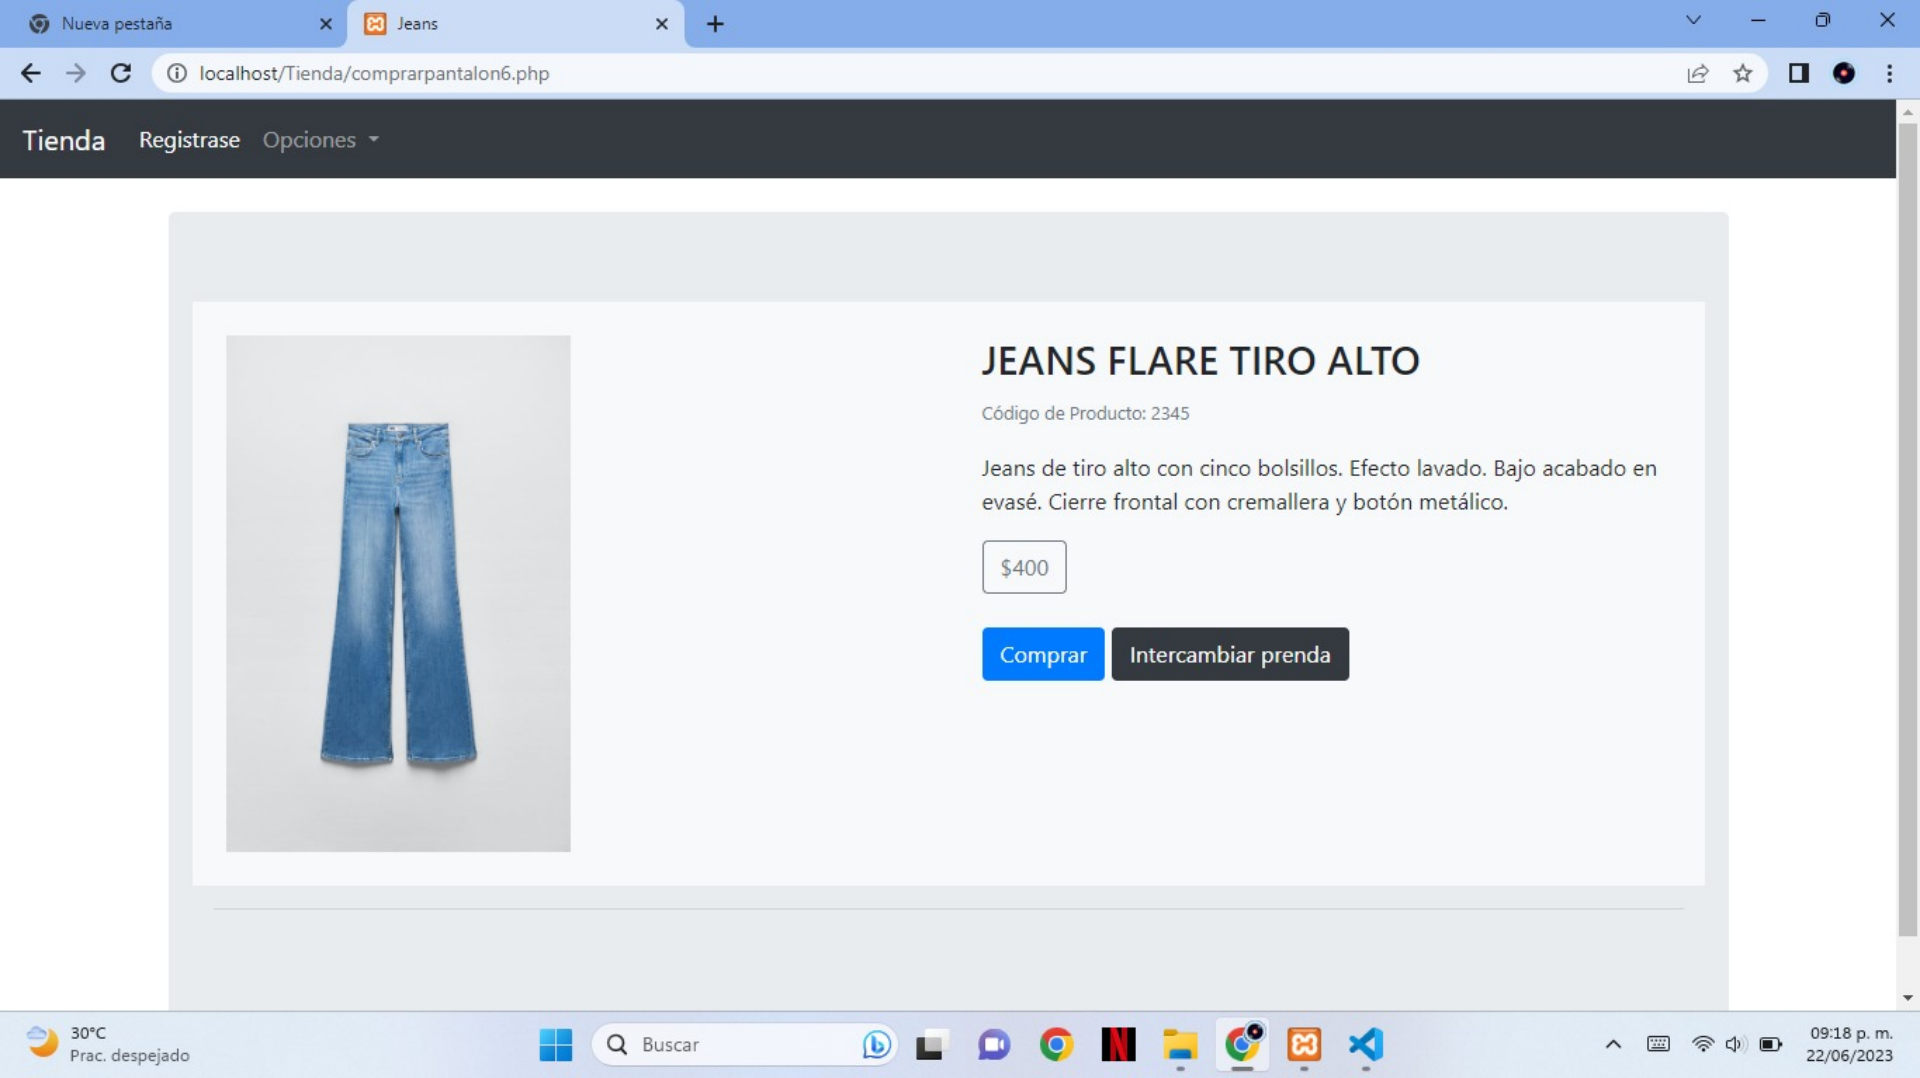 Nueva pestaña
Jeans
localhost/Tienda/comprarpantalon6.php
Tienda Registrase Opciones
JEANS FLARE TIRO ALTO
Código de Producto: 2345
Jeans de tiro alto con cinco bolsillos. Efecto lavado. Bajo acabado en
evasé. Cierre frontal con cremallera y botón metálico.
$400
Comprar Intercambiar prenda
30°C
Prac. despejado
Buscar
09:18 p. m.
22/06/2023